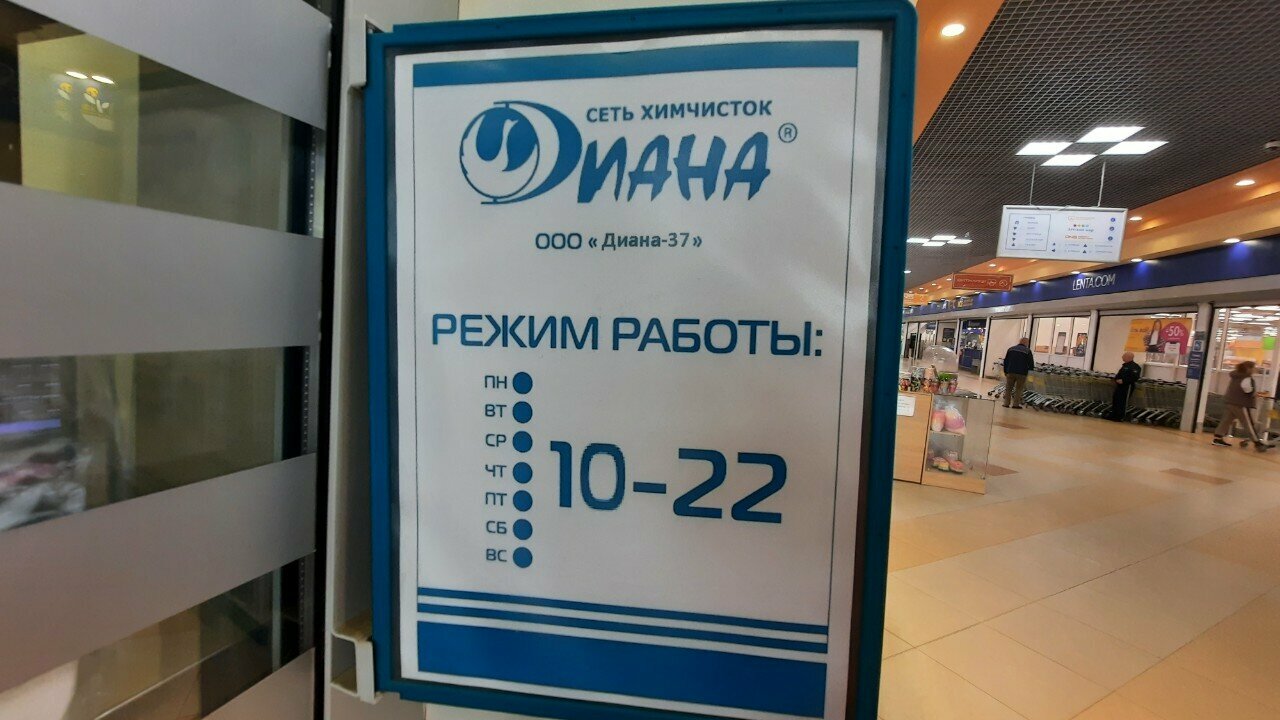 СЕТЬ ХИМЧИСТОК
ДИАНА®
ООО «Диана-37»
РЕЖИМ РАБОТЫ:
ПН
ВТ
СР
ЧТ
ПТ
СБ
ВС
10-22
LENTA.COM
-50%